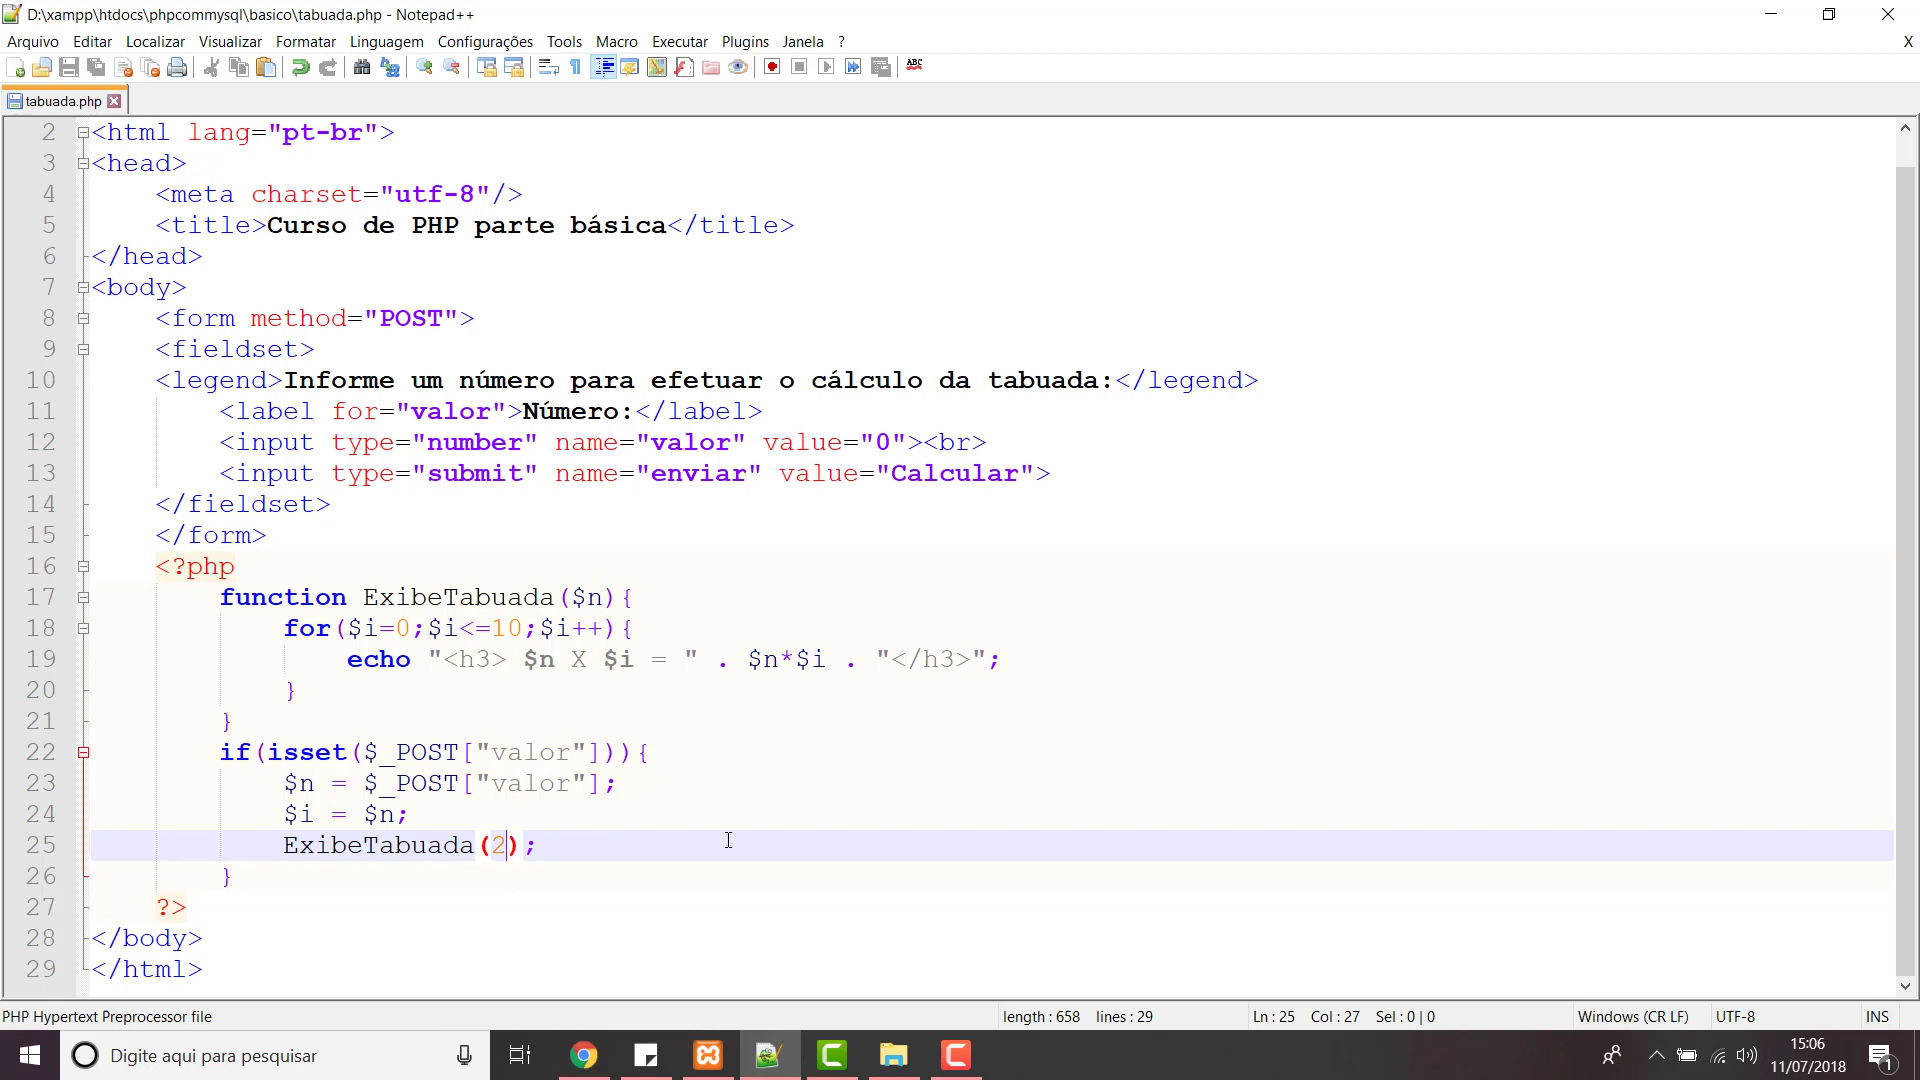 D:\xampp\htdocs\phpcommysql\basico\tabuada.php - Notepad++
Arquivo Editar Localizar Visualizar Formatar Linguagem Configurações Tools Macro Executar Plugins Janela ? X
ABC
tabuada.php
2 <html lang="pt-br">
3 <head>
4 <meta charset="utf-8"/>
5 <title>Curso de PHP parte básica</title>
6 </head>
7 <body>
8 <form method="POST">
9 <fieldset>
10 <legend>Informe um número para efetuar o cálculo da tabuada:</legend>
11 <label for="valor">Número:</label>
12 <input type="number" name="valor" value="0"><br>
13 <input type="submit" name="enviar" value="Calcular">
14 </fieldset>
15 </form>
16 <?php
17 function ExibeTabuada($n){
18 for($i=0;$i<=10;$i++){
19 echo "<h3> $n X $i = " . $n*$i . "</h3>";
20 }
21 }
22 if(isset($_POST["valor"])){
23 $n = $_POST["valor"];
24 $i = $n;
25 ExibeTabuada(2);
26 }
27 ?>
28 </body>
29 </html>
PHP Hypertext Preprocessor file length : 658 lines : 29 Ln : 25 Col : 27 Sel : 0 | 0 Windows (CR LF) UTF-8 INS
Digite aqui para pesquisar
15:06
11/07/2018
1